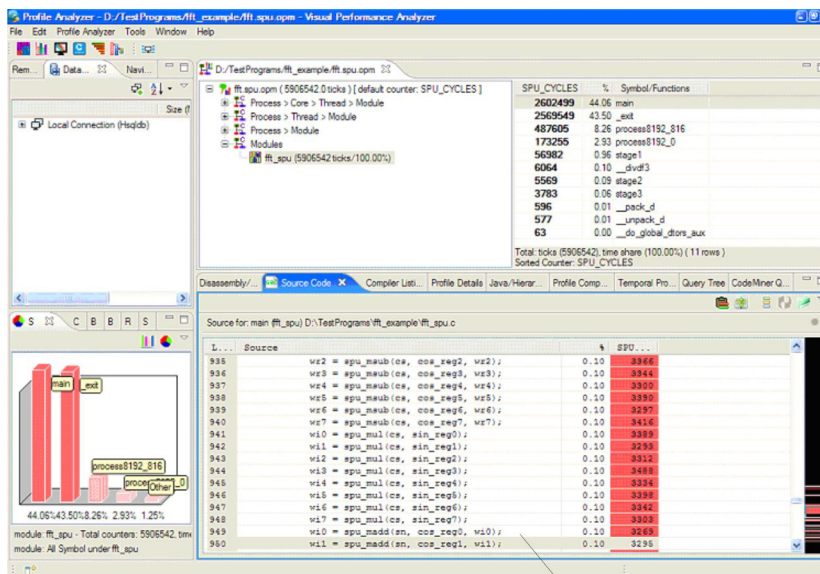 Profile Analyzer - D:/TestPrograms/fft_example/fft.spu.opm - Visual Performance Analyzer
File Edit Profile Analyzer Tools Window Help
Rem... Data... Navi...
Size (
Local Connection (Hsqldb)
D:/TestPrograms/fft_example/fft.spu.opm
fft.spu.opm ( 5906542.0 ticks ) [ default counter: SPU_CYCLES ]
Process > Core > Thread > Module
Process > Thread > Module
Process > Module
Modules
fft_spu (5906542 ticks/100.00%)
SPU_CYCLES % Symbol/Functions
2602499 44.06 main
2569549 43.50 _exit
487605 8.26 process8192_816
173255 2.93 process8192_0
56982 0.96 stage1
6064 0.10 __divdf3
5569 0.09 stage2
3783 0.06 stage3
596 0.01 __pack_d
577 0.01 __unpack_d
63 0.00 __do_global_dtors_aux
Total: ticks (5906542), time share (100.00%) ( 11 rows )
Sorted Counter: SPU_CYCLES
Disassembly/... Source Code Compiler Listi... Profile Details Java/Hierar... Profile Comp... Temporal Pro... Query Tree CodeMiner Q...
Source for: main (fft_spu) D:\TestPrograms\fft_example\fft_spu.c
L... Source % SPU...
935 wr2 = spu_msub(cs, cos_reg2, wr2); 0.10 3366
936 wr3 = spu_msub(cs, cos_reg3, wr3); 0.10 3344
937 wr4 = spu_msub(cs, cos_reg4, wr4); 0.10 3300
938 wr5 = spu_msub(cs, cos_reg5, wr5); 0.10 3390
939 wr6 = spu_msub(cs, cos_reg6, wr6); 0.10 3297
940 wr7 = spu_msub(cs, cos_reg7, wr7); 0.10 3416
941 wi0 = spu_mul(cs, sin_reg0); 0.10 3389
942 wi1 = spu_mul(cs, sin_reg1); 0.10 3293
943 wi2 = spu_mul(cs, sin_reg2); 0.10 3312
944 wi3 = spu_mul(cs, sin_reg3); 0.10 3488
945 wi4 = spu_mul(cs, sin_reg4); 0.10 3334
946 wi5 = spu_mul(cs, sin_reg5); 0.10 3398
947 wi6 = spu_mul(cs, sin_reg6); 0.10 3342
948 wi7 = spu_mul(cs, sin_reg7); 0.10 3303
949 wi0 = spu_madd(sn, cos_reg0, wi0); 0.10 3269
950 wi1 = spu_madd(sn, cos_reg1, wi1); 0.10 3295
S C B B R S
main _exit
process8192_816
Other
44.06% 43.50% 8.26% 2.93% 1.25%
module: fft_spu - Total counters: 5906542, time
module: All Symbol under fft_spu